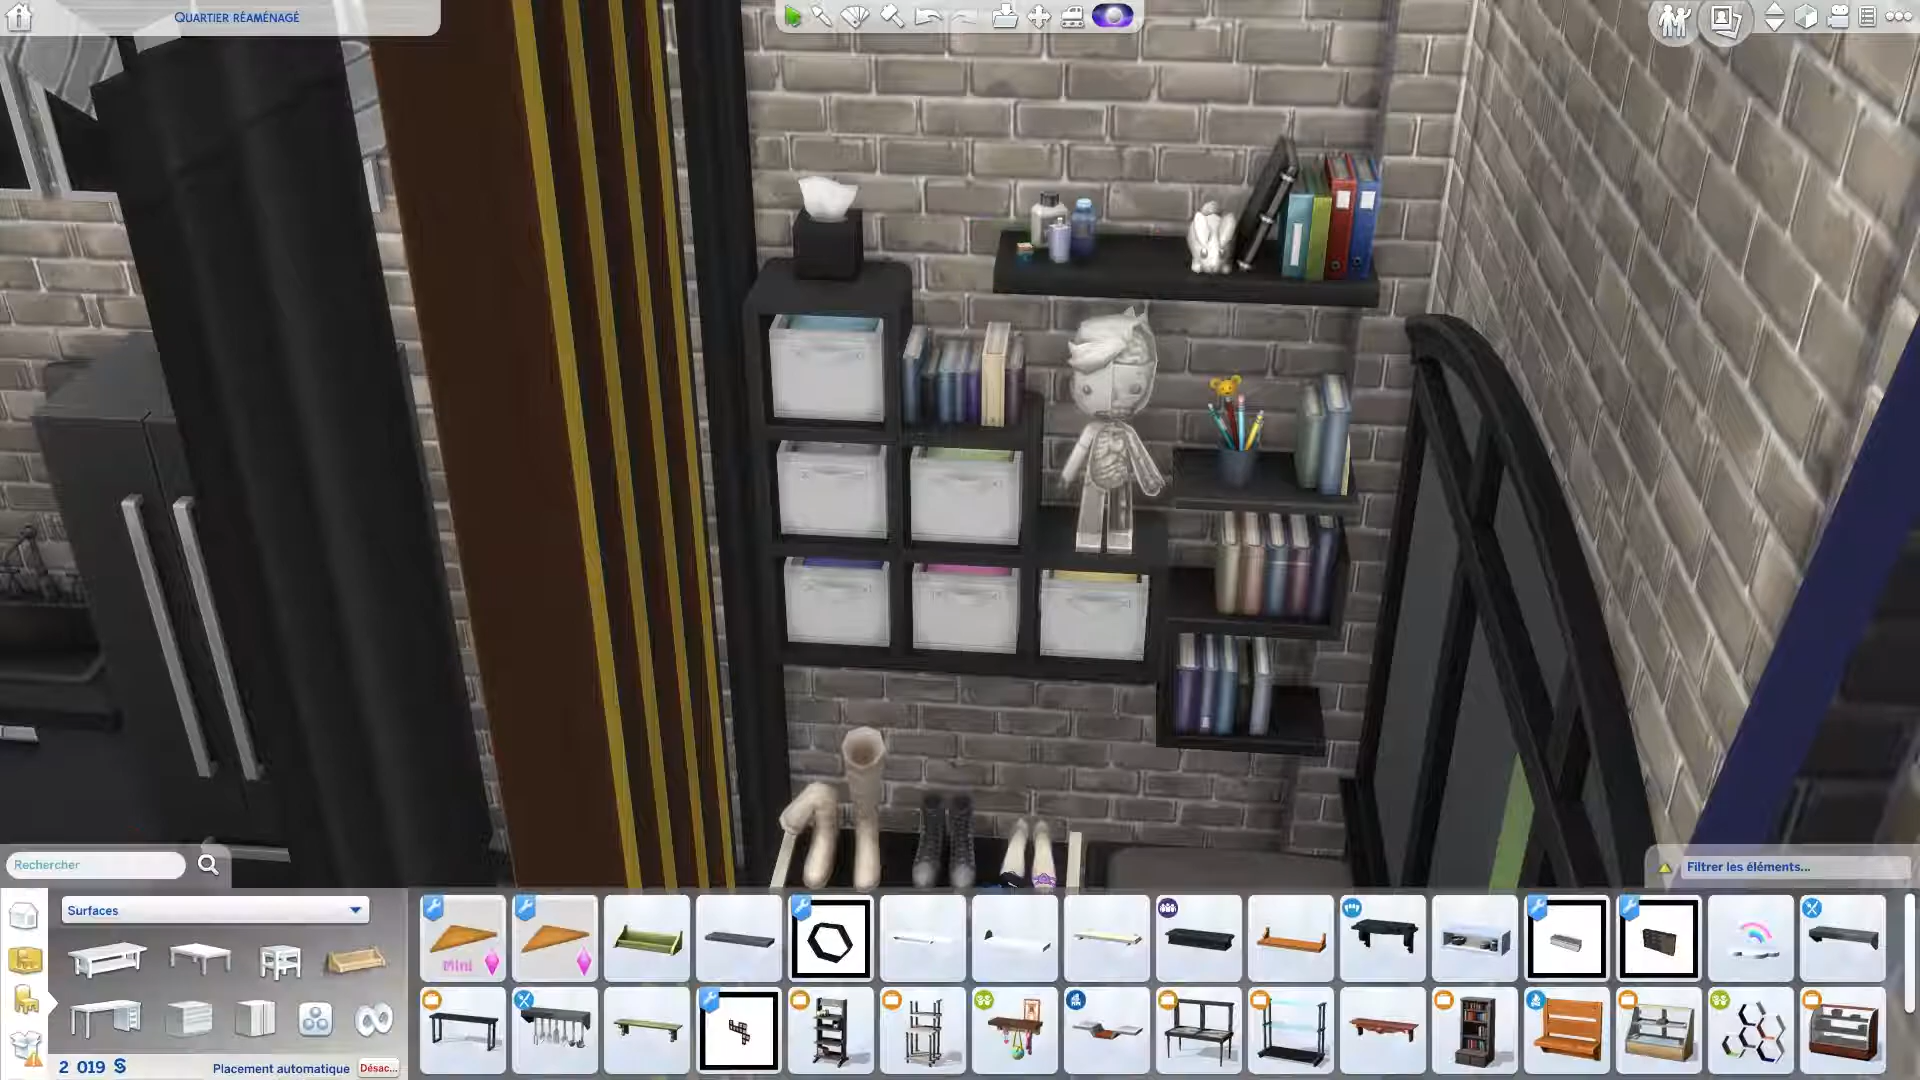 QUARTIER RÉAMÉNAGÉ
Rechercher
Filtrer les éléments...
Surfaces
Mini
2 019 §
Placement automatique
Désac...